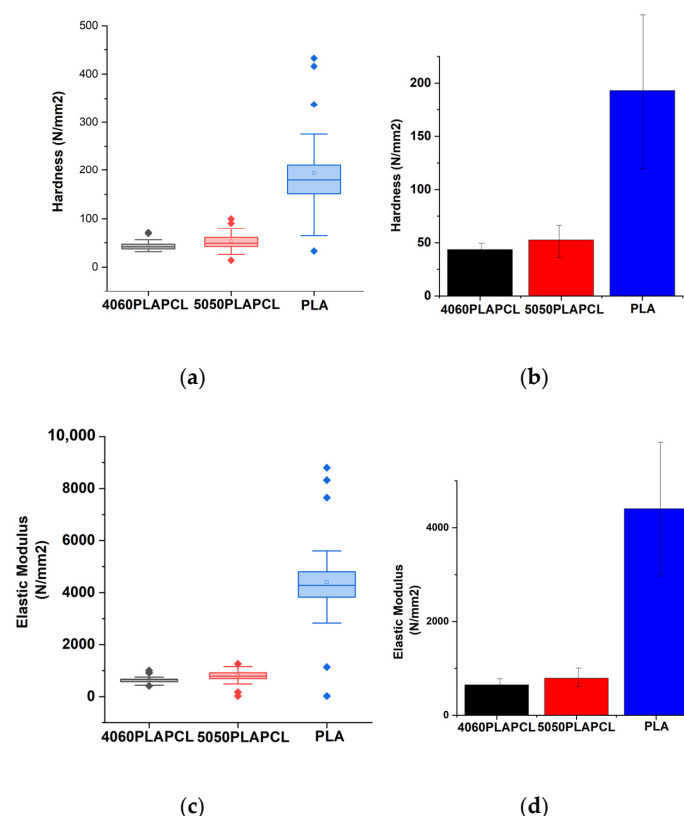 500
400
300
200
100
0
Hardness (N/mm2)
4060PLAPCL 5050PLAPCL PLA
(a)
200
150
100
50
0
Hardness (N/mm2)
4060PLAPCL 5050PLAPCL PLA
(b)
10,000
8000
6000
4000
2000
0
Elastic Modulus
(N/mm2)
4060PLAPCL 5050PLAPCL PLA
(c)
4000
2000
0
Elastic Modulus
(N/mm2)
4060PLAPCL 5050PLAPCL PLA
(d)